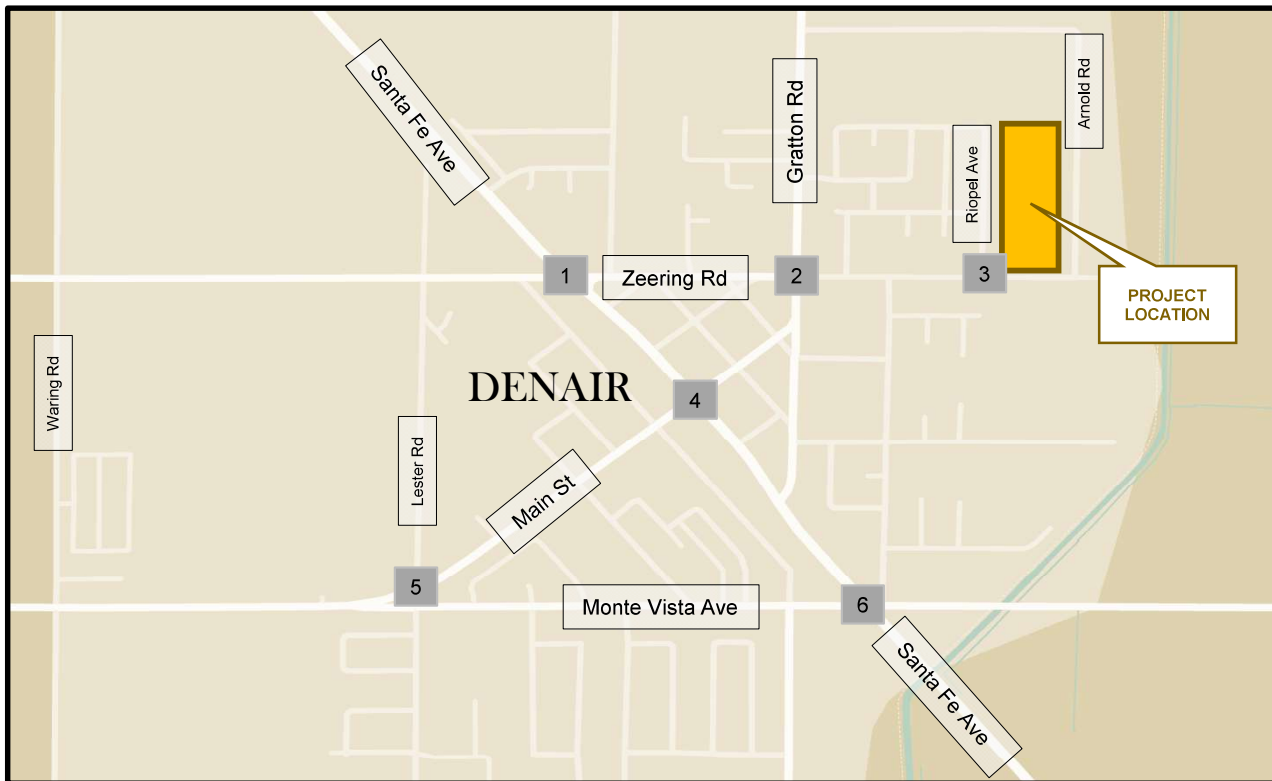 Santa Fe Ave
Gratton Rd
Arnold Rd
Riopel Ave
1
Zeering Rd
2
3
PROJECT
LOCATION
Waring Rd
DENAIR
4
Lester Rd
Main St
5
Monte Vista Ave
6
Santa Fe Ave